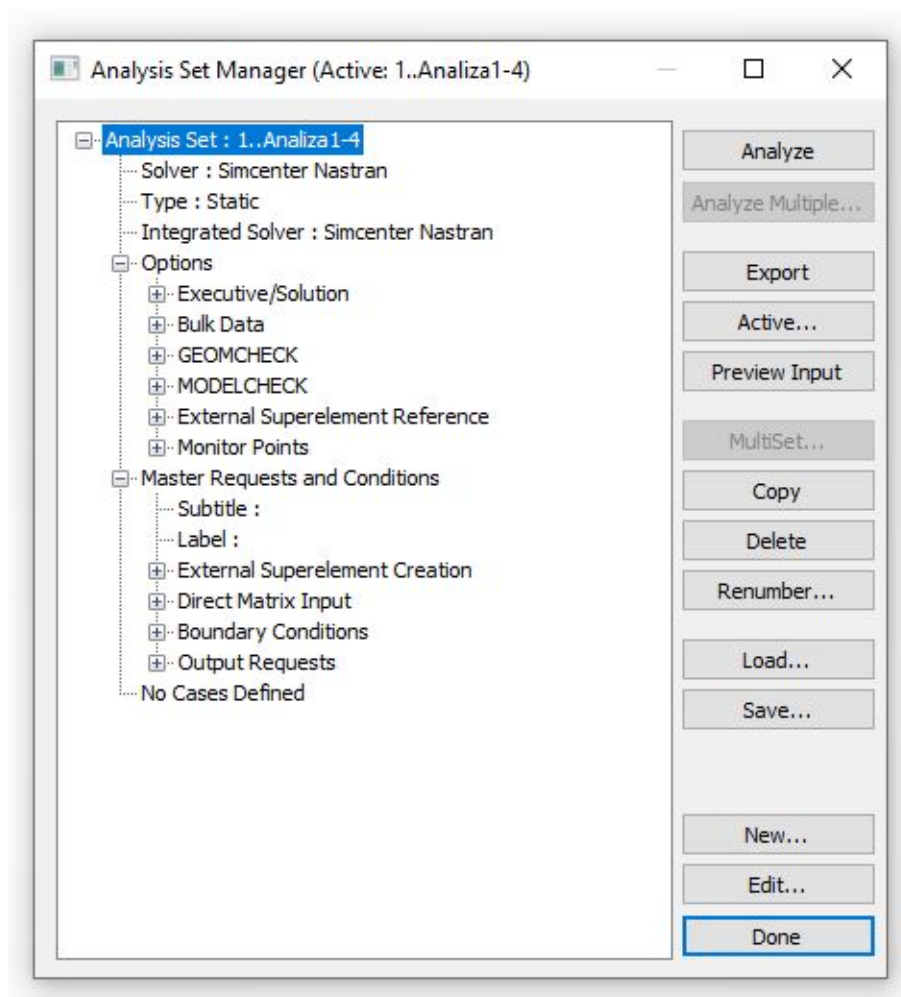 Analysis Set Manager (Active: 1..Analiza1-4)
Analysis Set : 1..Analiza1-4
Solver : Simcenter Nastran
Type : Static
Integrated Solver : Simcenter Nastran
Options
Executive/Solution
Bulk Data
GEOMCHECK
MODELCHECK
External Superelement Reference
Monitor Points
Master Requests and Conditions
Subtitle :
Label :
External Superelement Creation
Direct Matrix Input
Boundary Conditions
Output Requests
No Cases Defined
Analyze
Analyze Multiple...
Export
Active...
Preview Input
MultiSet...
Copy
Delete
Renumber...
Load...
Save...
New...
Edit...
Done